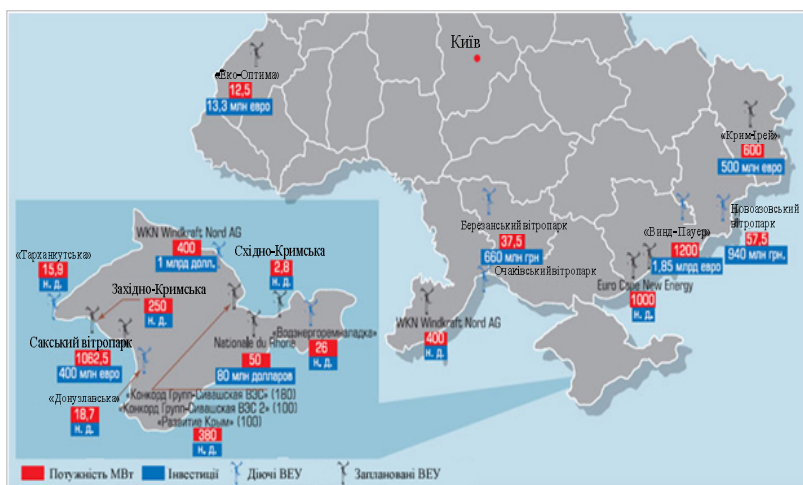 Київ
«Еко-Оптима»
12,5
13,3 млн евро
«Крим-Ірей»
600
500 млн евро
Березанський вітропарк
37,5
660 млн грн
Очаківський вітропарк
«Винд-Пауер»
1200
1,85 млрд евро
Новоазовський
вітропарк
57,5
940 млн грн.
Euro Cape New Energy
1000
н. д.
WKN Windkraft Nord AG
400
н. д.
WKN Windkraft Nord AG
400
1 млрд долл.
Східно-Кримська
2,8
н. д.
«Тарханкутська»
15,9
н. д.
Західно-Кримська
250
н. д.
«Водэнергоремналадка»
26
н. д.
Сакський вітропарк
1062,5
400 млн евро
Nationale du Rhone
50
80 млн долларов
«Донузлавська»
18,7
н. д.
«Конкорд Групп-Сивашская ВЭС» (180)
«Конкорд Групп-Сивашская ВЭС 2» (100)
«Развитие Крым» (100)
380
н. д.
Потужність МВт
Інвестиції
Діючі ВЕУ
Заплановані ВЕУ